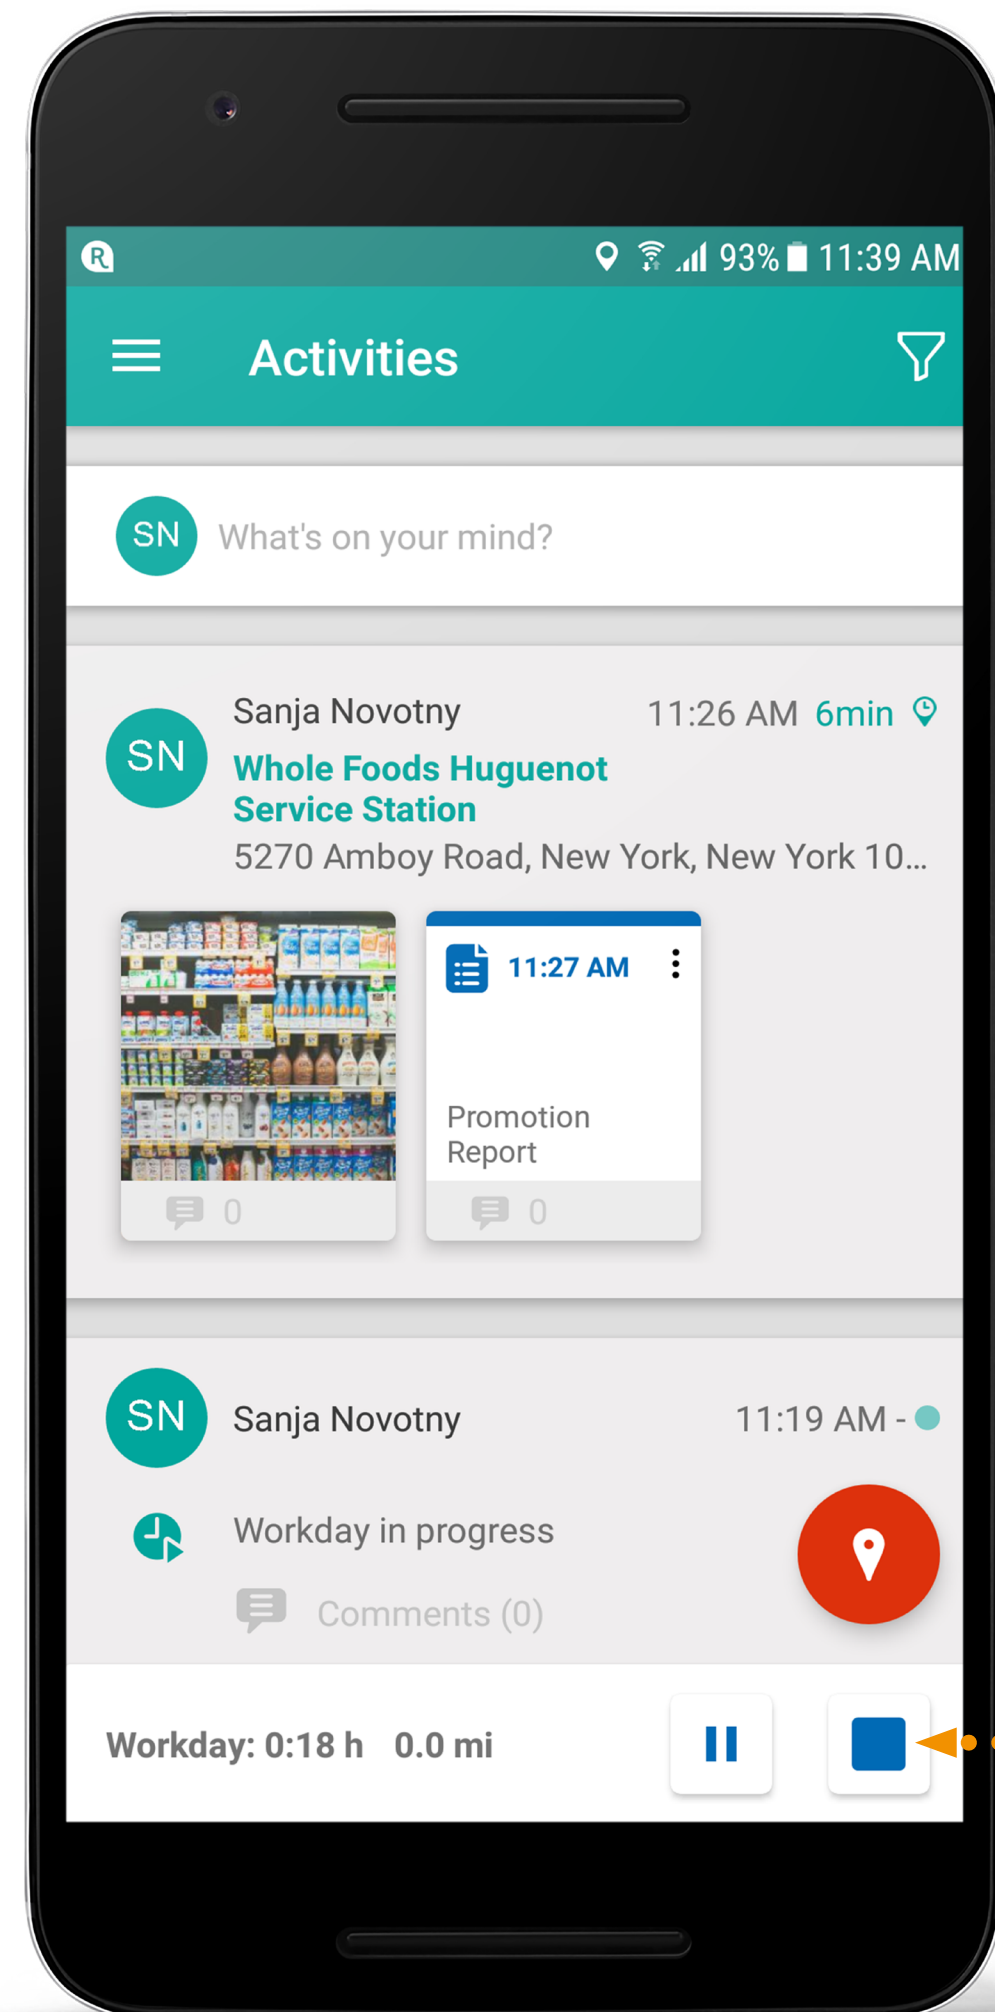 R
93% 11:39 AM
Activities
SN What's on your mind?
SN
Sanja Novotny 11:26 AM 6min
Whole Foods Huguenot
Service Station
5270 Amboy Road, New York, New York 10...
11:27 AM
Promotion
Report
0 0
SN Sanja Novotny 11:19 AM -
Workday in progress
Comments (0)
Workday: 0:18 h 0.0 mi